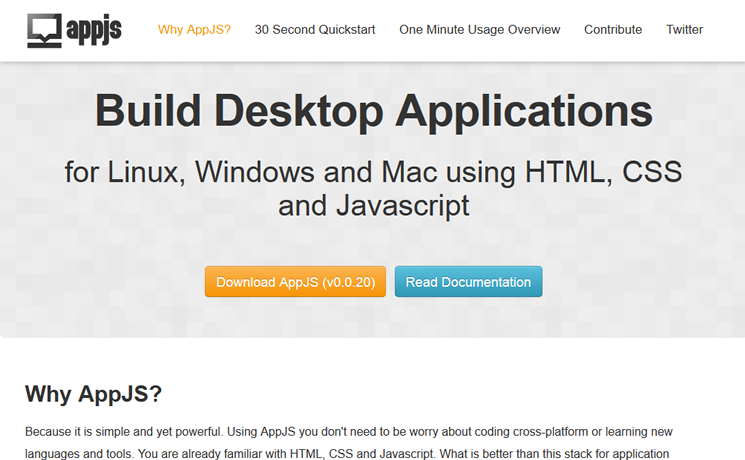 appjs
Why AppJS? 30 Second Quickstart One Minute Usage Overview Contribute Twitter
Build Desktop Applications
for Linux, Windows and Mac using HTML, CSS
and Javascript
Download AppJS (v0.0.20) Read Documentation
Why AppJS?
Because it is simple and yet powerful. Using AppJS you don't need to be worry about coding cross-platform or learning new
languages and tools. You are already familiar with HTML, CSS and Javascript. What is better than this stack for application